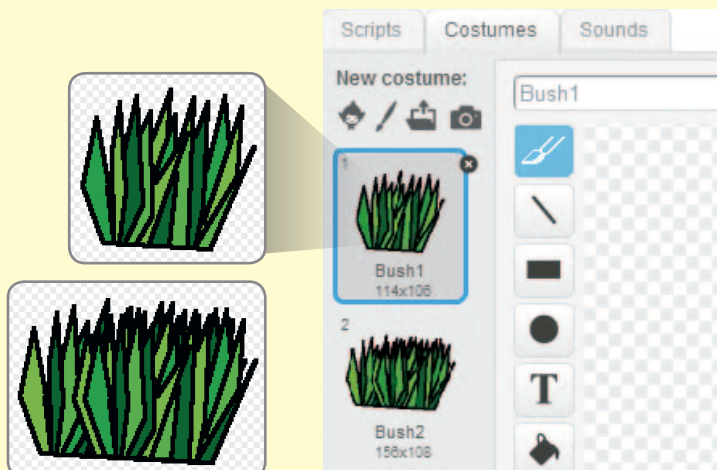 Scripts Costumes Sounds
New costume:
Bush1
1
Bush1
114x106
2
T
Bush2
156x108